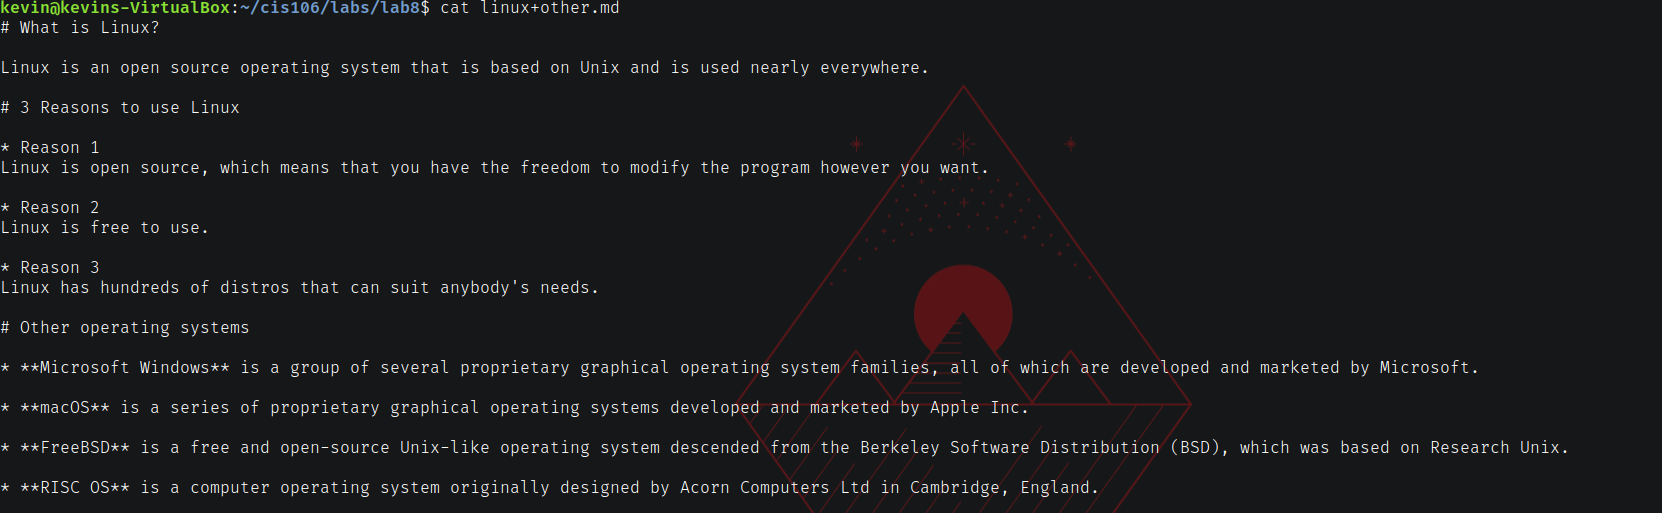 kevin@kevins-VirtualBox:~/cis106/labs/lab8$ cat linux+other.md
# What is Linux?
Linux is an open source operating system that is based on Unix and is used nearly everywhere.
# 3 Reasons to use Linux
* Reason 1
Linux is open source, which means that you have the freedom to modify the program however you want.
* Reason 2
Linux is free to use.
* Reason 3
Linux has hundreds of distros that can suit anybody's needs.
# Other operating systems
* **Microsoft Windows** is a group of several proprietary graphical operating system families, all of which are developed and marketed by Microsoft.
* **macOS** is a series of proprietary graphical operating systems developed and marketed by Apple Inc.
* **FreeBSD** is a free and open-source Unix-like operating system descended from the Berkeley Software Distribution (BSD), which was based on Research Unix.
* **RISC OS** is a computer operating system originally designed by Acorn Computers Ltd in Cambridge, England.